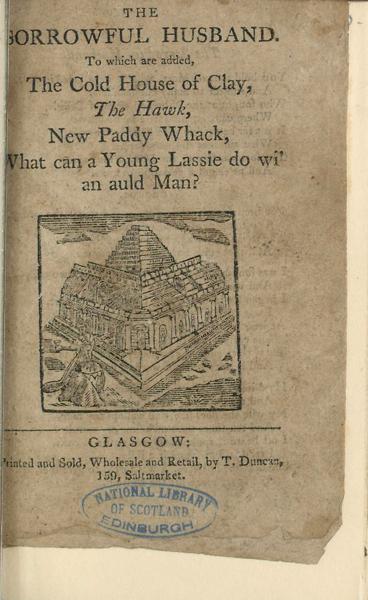 THE
SORROWFUL HUSBAND.
To which are added,
The Cold House of Clay,
The Hawk,
New Paddy Whack,
What can a Young Lassie do wi'
an auld Man?
GLASGOW:
Printed and Sold, Wholesale and Retail, by T. Duncan,
159, Saltmarket.
NATIONAL LIBRARY
OF SCOTLAND
EDINBURGH